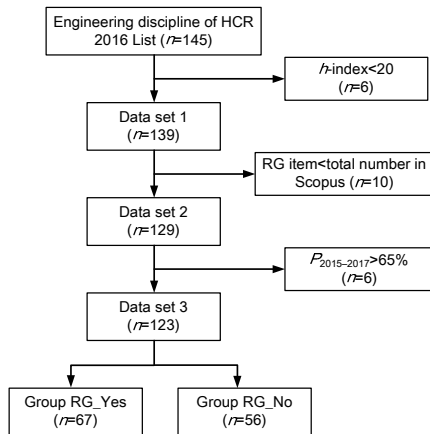 Engineering discipline of HCR
2016 List (n=145)
h-index<20
(n=6)
Data set 1
(n=139)
RG item<total number in
Scopus (n=10)
Data set 2
(n=129)
P2015–2017>65%
(n=6)
Data set 3
(n=123)
Group RG_Yes
(n=67)
Group RG_No
(n=56)